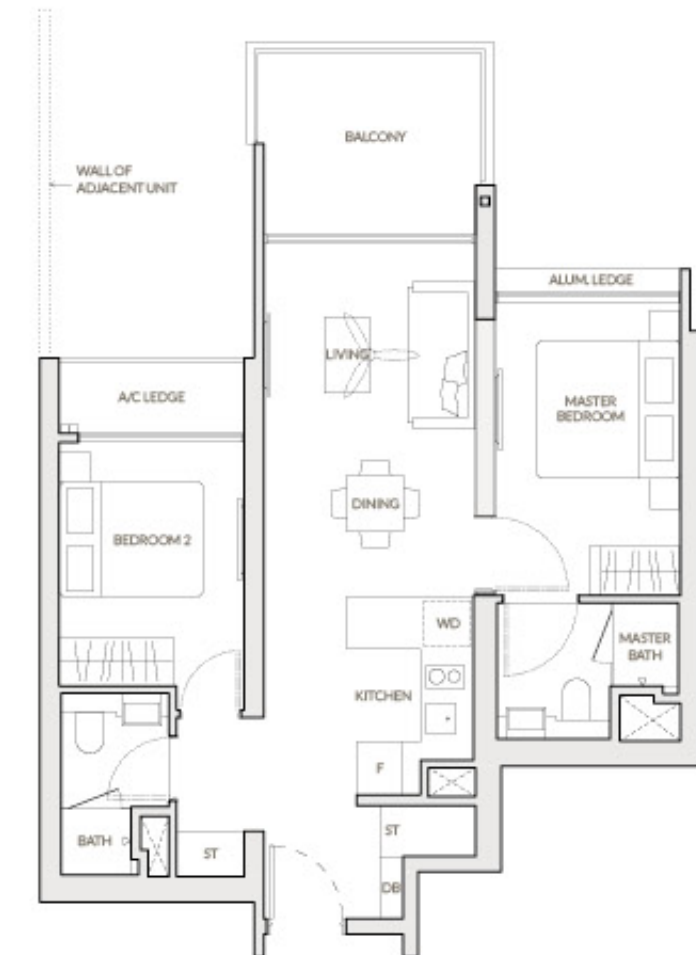 BALCONY
WALL OF
ADJACENT UNIT
ALUM. LEDGE
LIVING
A/C LEDGE
MASTER
BEDROOM
DINING
BEDROOM 2
WD
MASTER
BATH
KITCHEN
F
ST
BATH
ST
DB